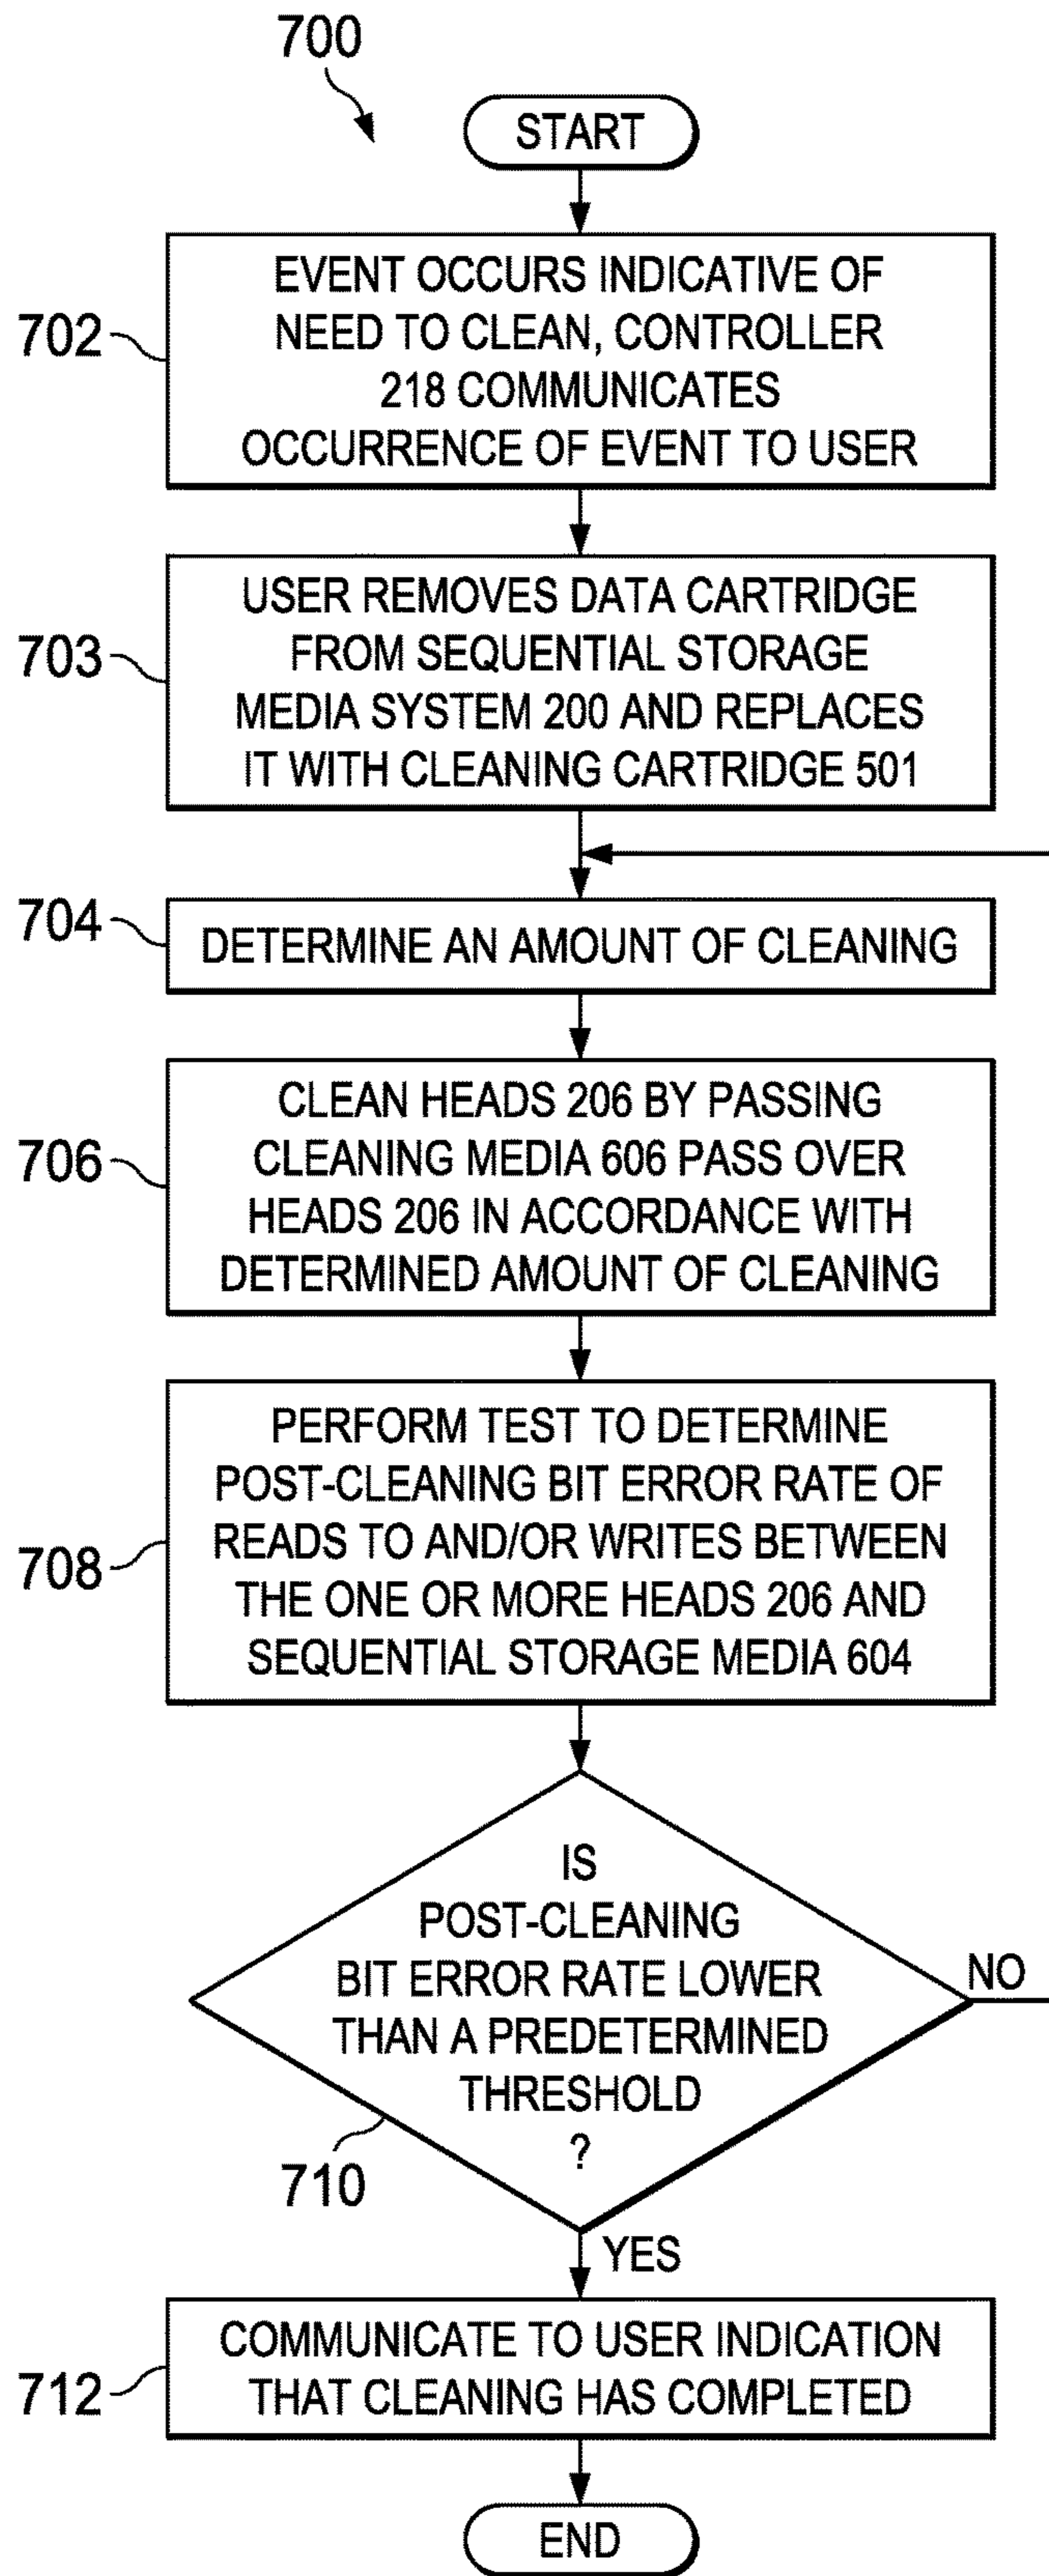 700
START
702
EVENT OCCURS INDICATIVE OF
NEED TO CLEAN, CONTROLLER
218 COMMUNICATES
OCCURRENCE OF EVENT TO USER
703
USER REMOVES DATA CARTRIDGE
FROM SEQUENTIAL STORAGE
MEDIA SYSTEM 200 AND REPLACES
IT WITH CLEANING CARTRIDGE 501
704
DETERMINE AN AMOUNT OF CLEANING
706
CLEAN HEADS 206 BY PASSING
CLEANING MEDIA 606 PASS OVER
HEADS 206 IN ACCORDANCE WITH
DETERMINED AMOUNT OF CLEANING
708
PERFORM TEST TO DETERMINE
POST-CLEANING BIT ERROR RATE OF
READS TO AND/OR WRITES BETWEEN
THE ONE OR MORE HEADS 206 AND
SEQUENTIAL STORAGE MEDIA 604
IS
POST-CLEANING
BIT ERROR RATE LOWER
THAN A PREDETERMINED
THRESHOLD
?
NO
710
YES
712
COMMUNICATE TO USER INDICATION
THAT CLEANING HAS COMPLETED
END